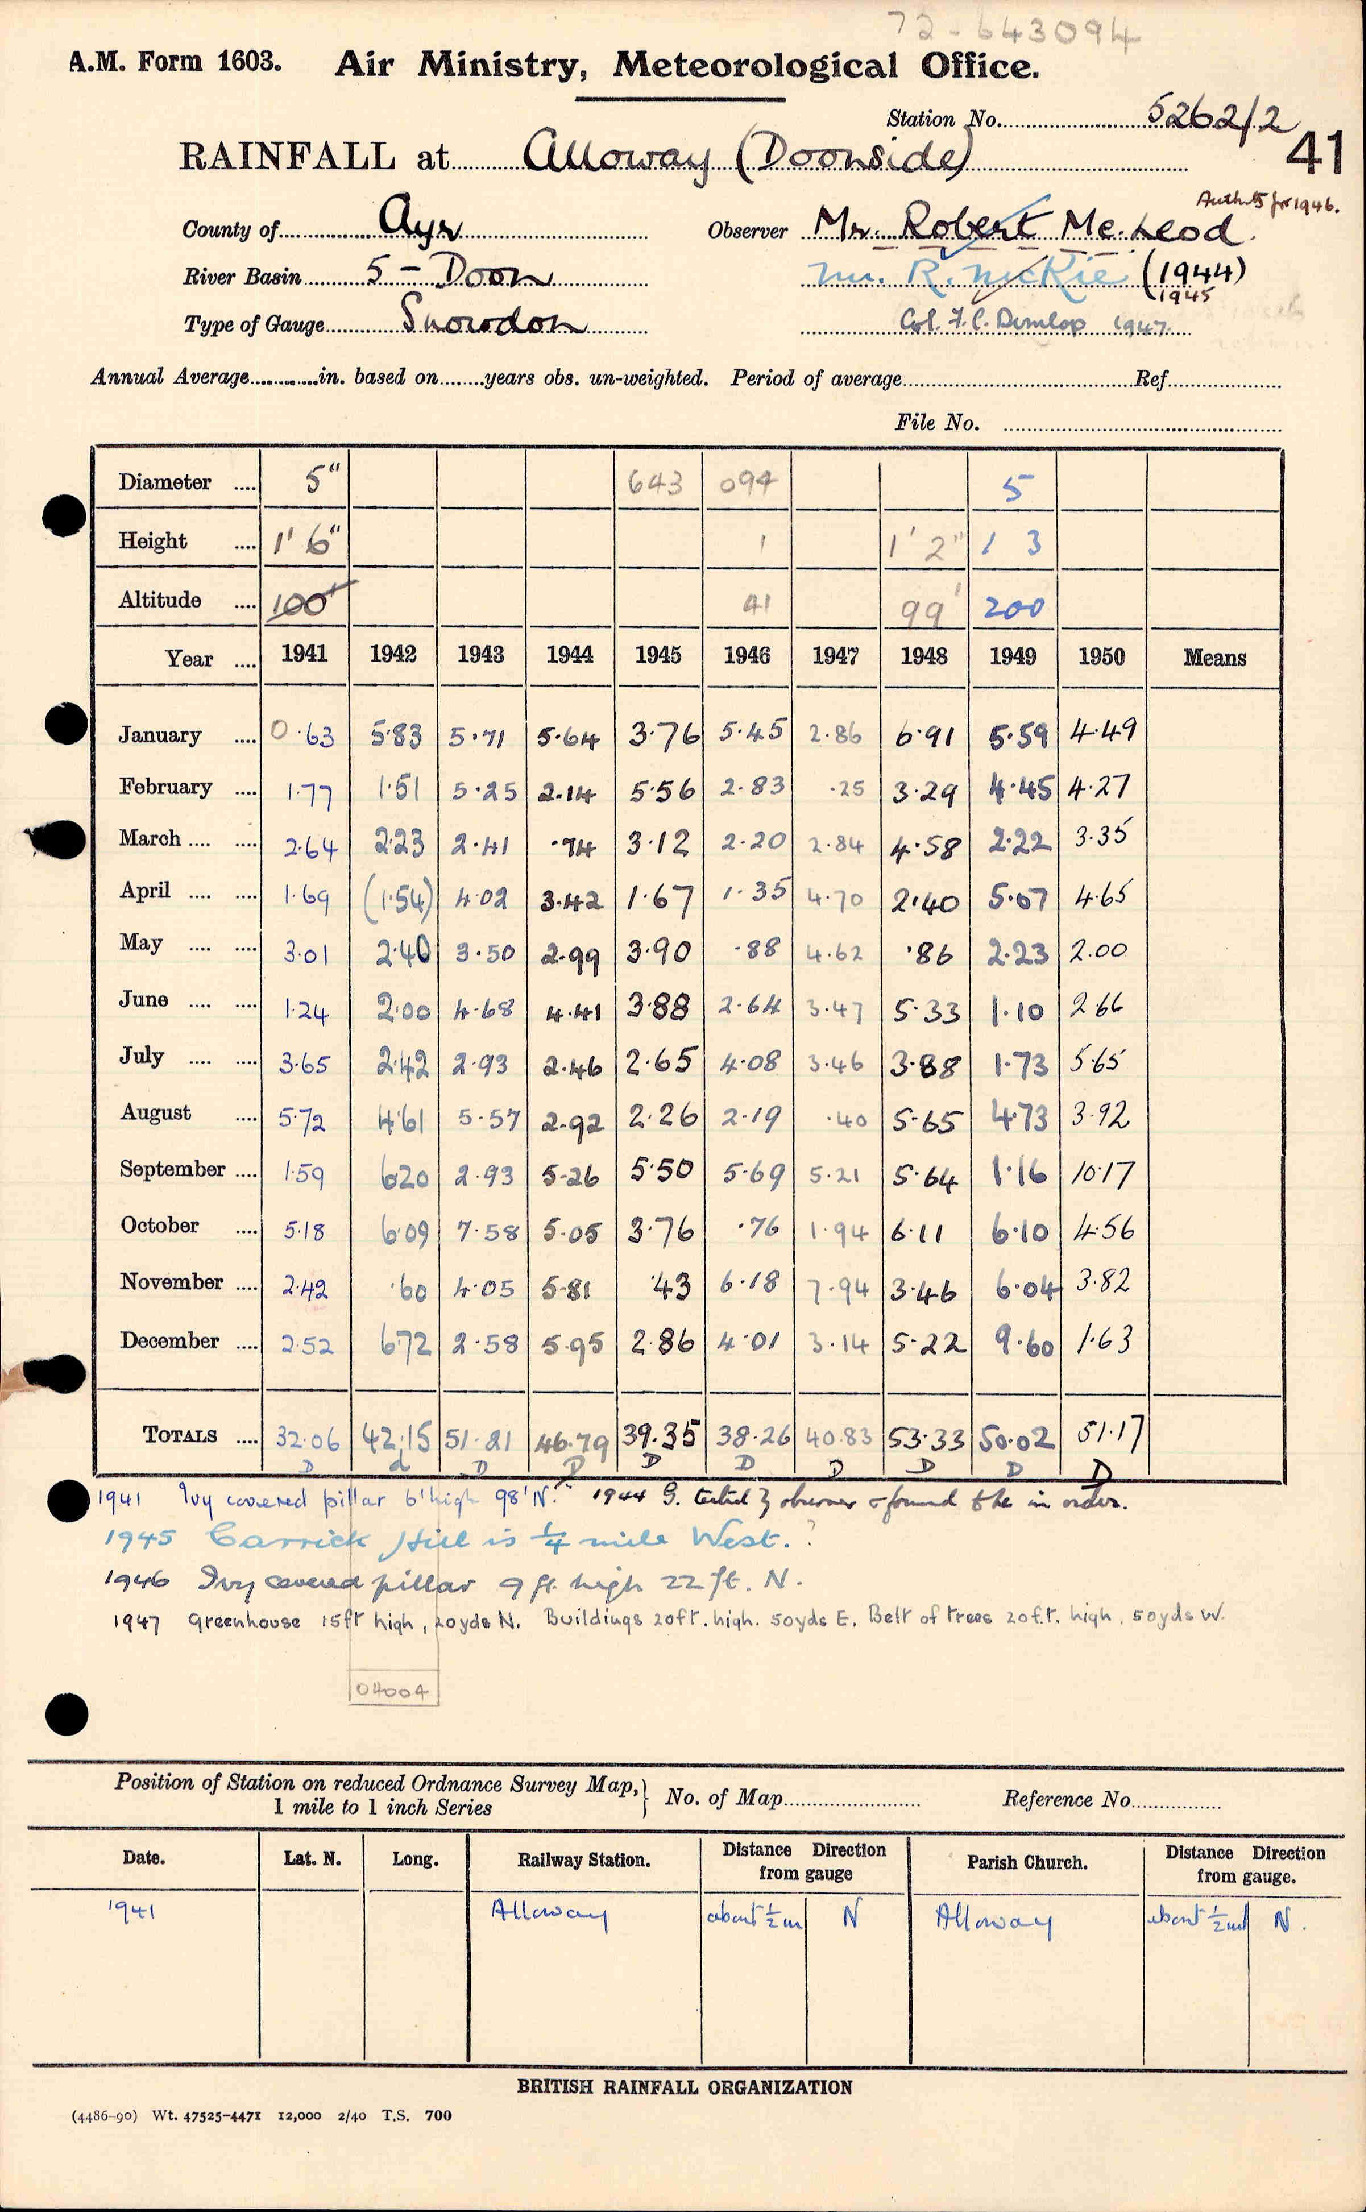 72-643094
A.M. Form 1603. Air Ministry, Meteorological Office.
Station No. 5262/2
RAINFALL at Alloway (Doonside) 41
Auth. for 1946.
County of Ayr Observer Mr. Robert McLeod
River Basin 5 - Doon Mr. R. McKie (1944)
1945
Type of Gauge Snowdon Col. F.C. Dunlop 1947
Annual Average in. based on years obs. un-weighted. Period of average Ref.
File No.
Diameter 5" 643 094 5
Height 1' 6" 1 1' 2" 1 3
Altitude 100' 41 99' 200
Year 1941 1942 1943 1944 1945 1946 1947 1948 1949 1950 Means
January 0.63 5.83 5.71 5.64 3.76 5.45 2.86 6.91 5.59 4.49
February 1.77 1.51 5.25 2.14 5.56 2.83 .25 3.29 4.45 4.27
March 2.64 2.23 2.41 .74 3.12 2.20 2.84 4.58 2.22 3.35
April 1.69 (1.54) 4.02 3.42 1.67 1.35 4.70 2.40 5.07 4.65
May 3.01 2.40 3.50 2.99 3.90 .88 4.62 .86 2.23 2.00
June 1.24 2.00 4.68 4.41 3.88 2.64 3.47 5.33 1.10 2.66
July 3.65 2.42 2.93 2.46 2.65 4.08 3.46 3.88 1.73 5.65
August 5.72 4.61 5.57 2.92 2.26 2.19 .40 5.65 4.73 3.92
September 1.59 6.20 2.93 5.26 5.50 5.69 5.21 5.64 1.16 10.17
October 5.18 6.09 7.58 5.05 3.76 .76 1.94 6.11 6.10 4.56
November 2.42 .60 4.05 5.81 .43 6.18 7.94 3.46 6.04 3.82
December 2.52 6.72 2.58 5.95 2.86 4.01 3.14 5.22 9.60 1.63
TOTALS 32.06 42.15 51.21 46.79 39.35 38.26 40.83 53.33 50.02 51.17
D d D D D D D D D D
1941 Ivy covered pillar 6' high 98' N. 1944 G. tested by observer & found to be in order.
1945 Carrick Hill is 1/4 mile West. ?
1946 Ivy covered pillar 9 ft. high 22 ft. N.
1947 Greenhouse 15ft high, 20yds N. Buildings 20ft. high. 50yds E. Belt of trees 20ft. high, 50yds W.
04004
Position of Station on reduced Ordnance Survey Map, } No. of Map Reference No.
1 mile to 1 inch Series
Date. Lat. N. Long. Railway Station. Distance Direction from gauge Parish Church. Distance Direction from gauge.
1941 Alloway about 1/2 m N Alloway about 1/2 ml N.
BRITISH RAINFALL ORGANIZATION
(4486-90) Wt. 47525-4471 12,000 2/40 T.S. 700